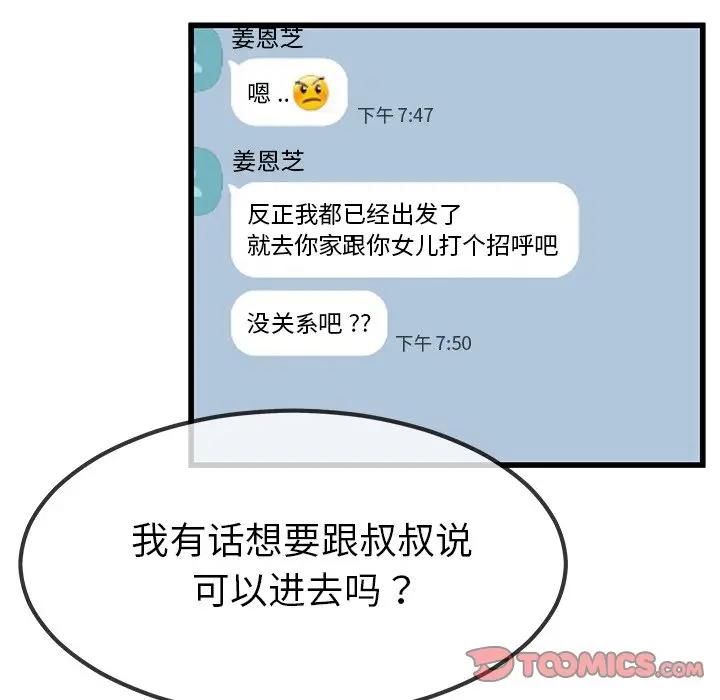 姜恩芝
嗯 ..
下午 7:47
姜恩芝
反正我都已经出发了
就去你家跟你女儿打个招呼吧
没关系吧 ??
下午 7:50
我有话想要跟叔叔说
可以进去吗？
TOOMICS.COM